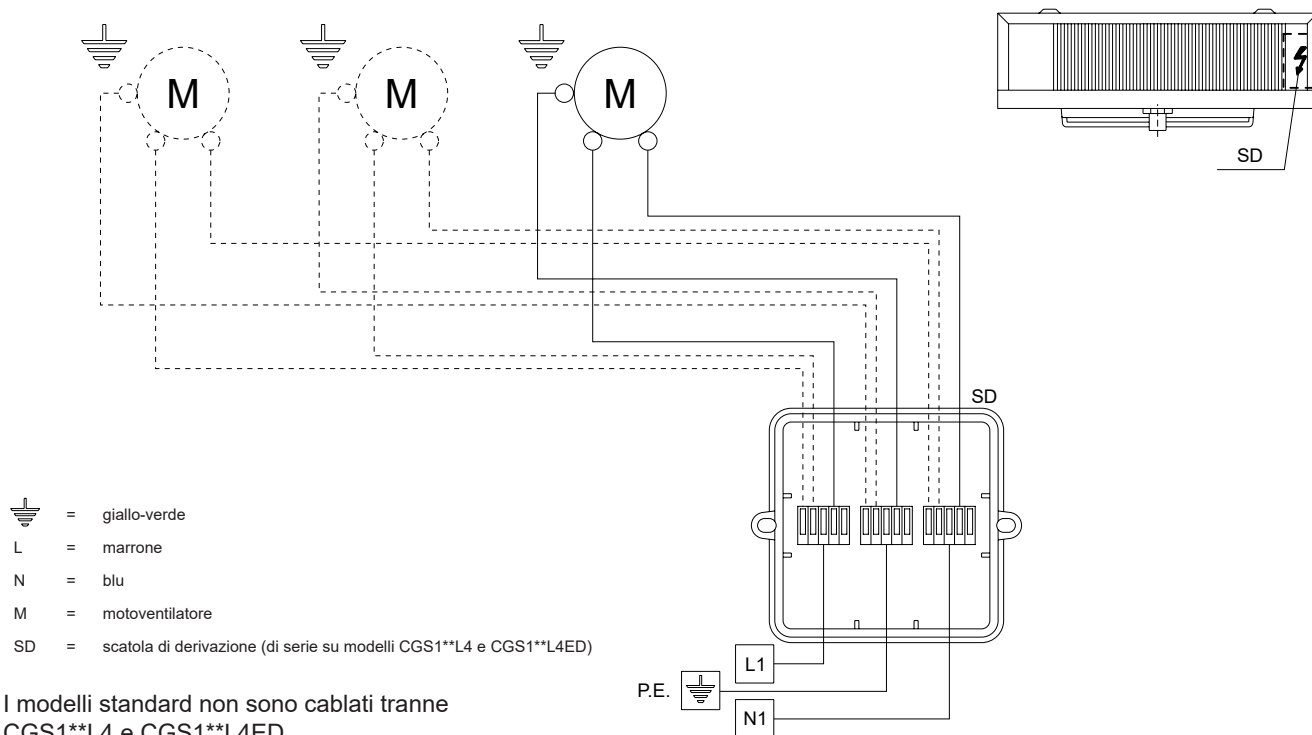 M M M
SD
SD
= giallo-verde
L = marrone
N = blu
M = motoventilatore
SD = scatola di derivazione (di serie su modelli CGS1**L4 e CGS1**L4ED)
L1
P.E.
N1
I modelli standard non sono cablati tranne
CGS1**L4 e CGS1**L4ED